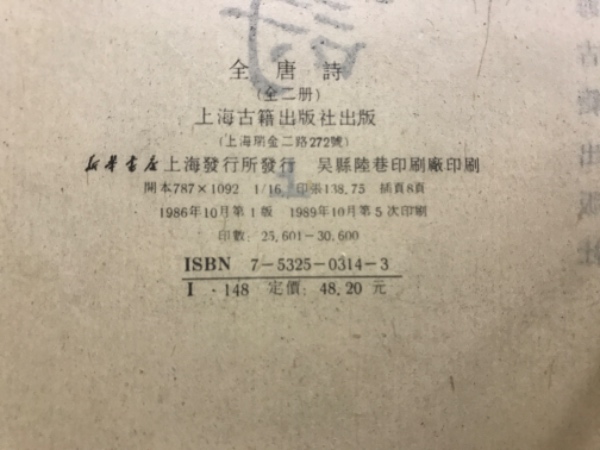 全唐詩
(全二册)
上海古籍出版社出版
(上海瑞金二路272號)
新華書店上海發行所發行 吴縣陸巷印刷廠印刷
開本787×1092 1/16 印張138.75 插頁8頁
1986年10月第1版 1989年10月第5次印刷
印數：25,601－30,600
ISBN 7-5325-0314-3
I·148 定價：48.20元